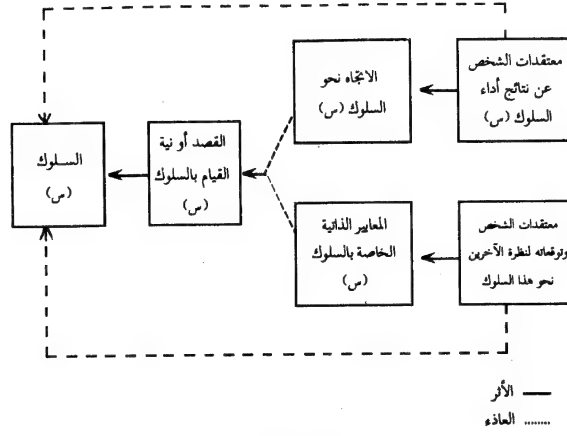 معتقدات الشخص
عن نتائج أداء
السلوك (س)
الاتجاه نحو
السلوك (س)
القصد أو نية
القيام بالسلوك
(س)
السلوك
(س)
المعايير الذاتية
الخاصة بالسلوك
(س)
معتقدات الشخص
وتوقعاته لنظرة الآخرين
نحو هذا السلوك
الأثر
العاذء